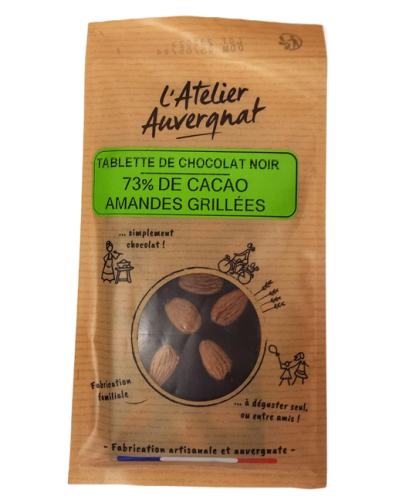 L'Atelier
Auvergnat
TABLETTE DE CHOCOLAT NOIR
73% DE CACAO
AMANDES GRILLÉES
... simplement
chocolat !
Fabrication
familiale
... à déguster seul,
ou entre amis !
- Fabrication artisanale et auvergnate -